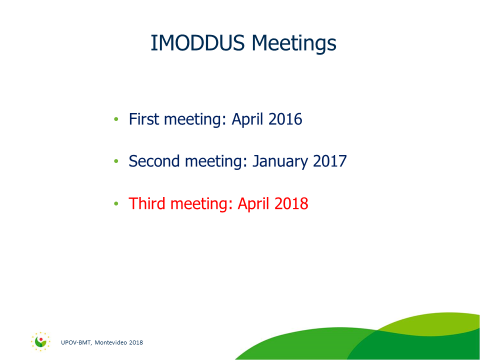 IMODDUS Meetings
• First meeting: April 2016
• Second meeting: January 2017
• Third meeting: April 2018
UPOV-BMT, Montevideo 2018